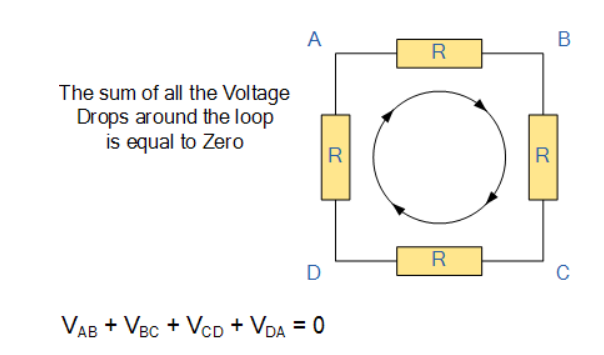 A
B
R
The sum of all the Voltage
Drops around the loop
is equal to Zero
R
R
R
D
C
VAB + VBC + VCD + VDA = 0